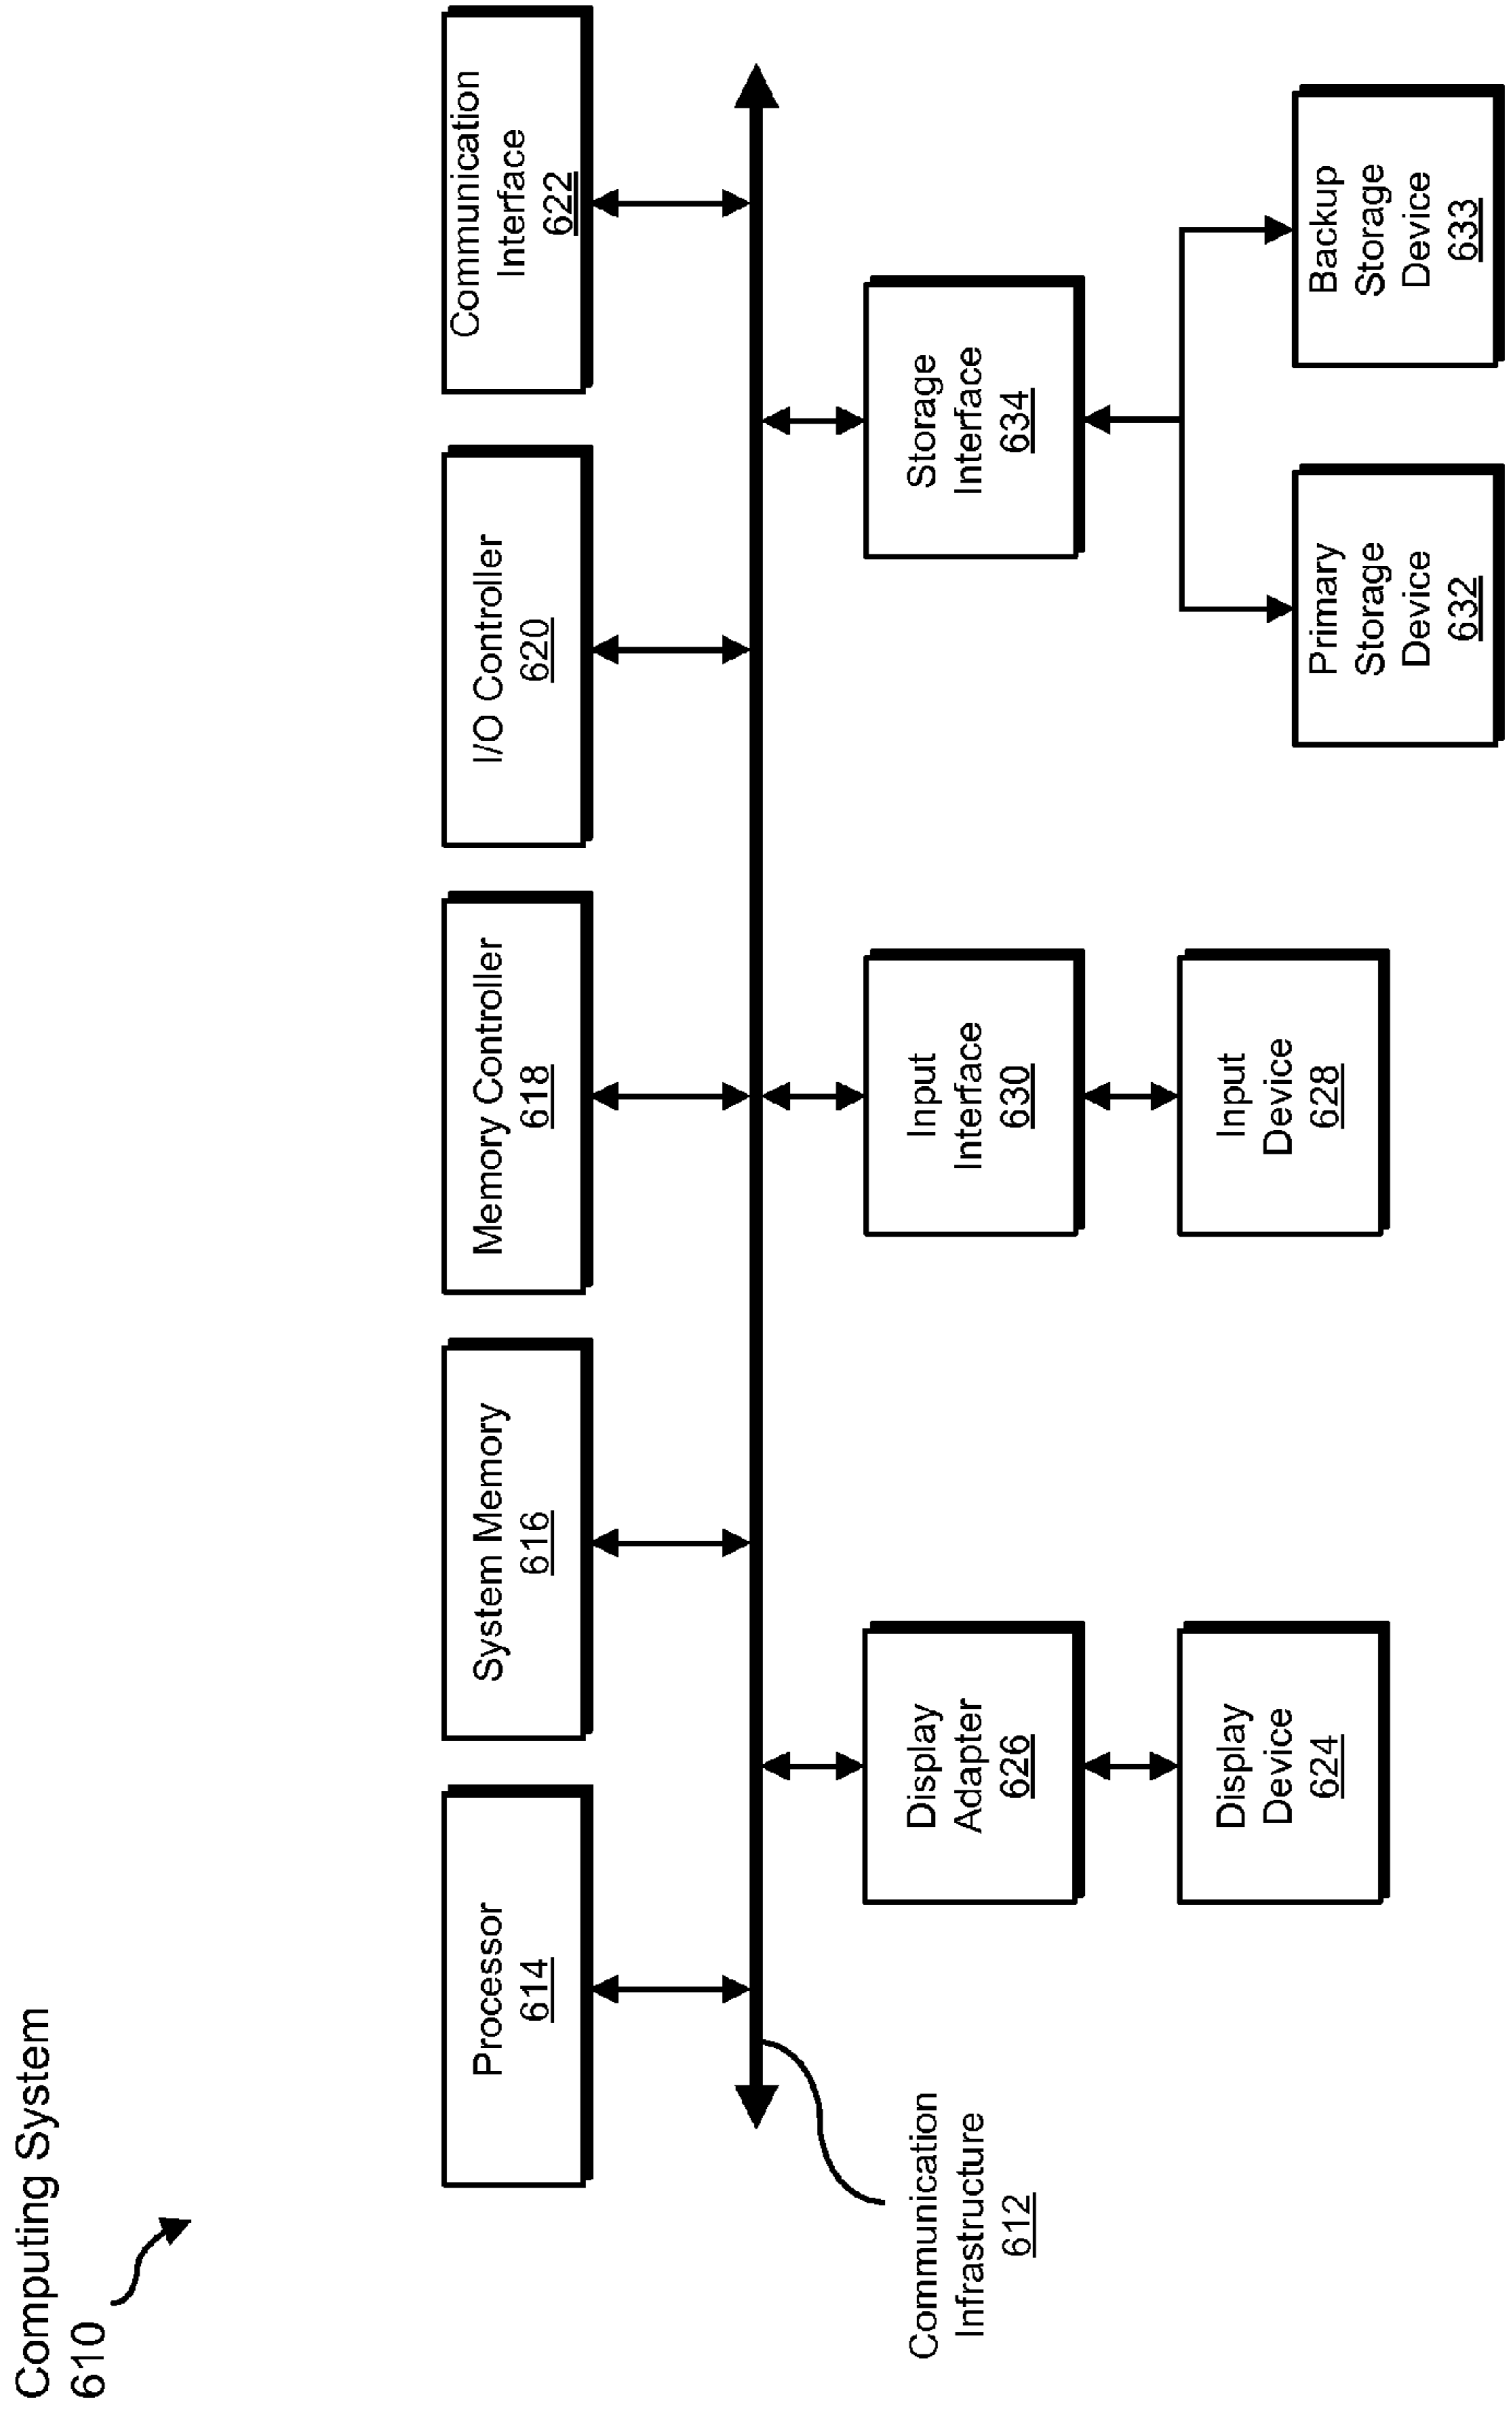 Computing System
610
Processor
614
System Memory
616
Memory Controller
618
I/O Controller
620
Communication
Interface
622
Communication
Infrastructure
612
Display
Adapter
626
Input
Interface
630
Storage
Interface
634
Display
Device
624
Input
Device
628
Primary
Storage
Device
632
Backup
Storage
Device
633